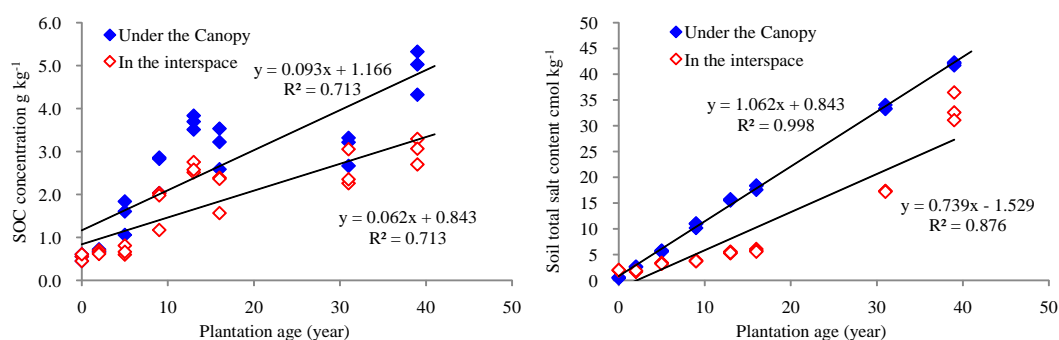 6.0
5.0
4.0
3.0
2.0
1.0
0.0
SOC concentration g kg⁻¹
Under the Canopy
In the interspace
y = 0.093x + 1.166
R² = 0.713
y = 0.062x + 0.843
R² = 0.713
0 10 20 30 40 50
Plantation age (year)
50
45
40
35
30
25
20
15
10
5
0
Soil total salt content cmol kg⁻¹
Under the Canopy
In the interspace
y = 1.062x + 0.843
R² = 0.998
y = 0.739x - 1.529
R² = 0.876
0 10 20 30 40 50
Plantation age (year)